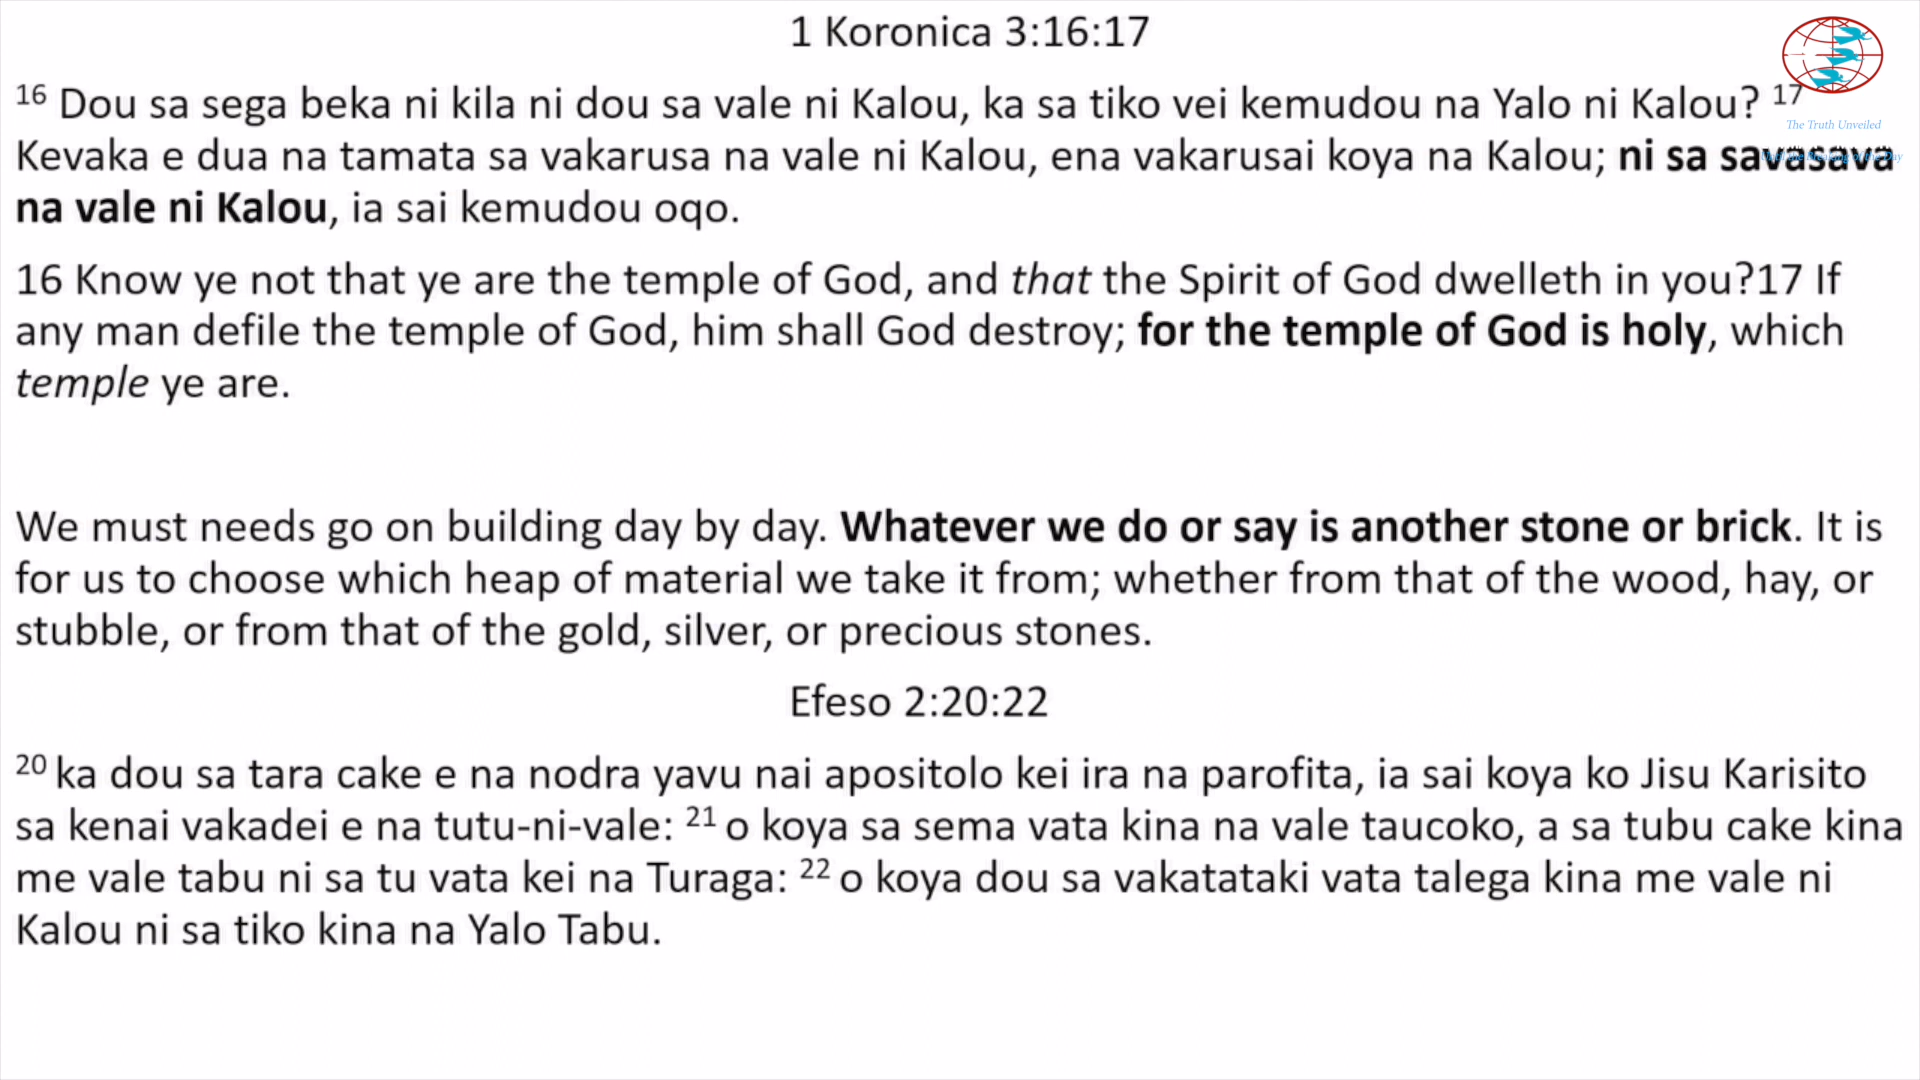 1 Koronica 3:16:17
16 Dou sa sega beka ni kila ni dou sa vale ni Kalou, ka sa tiko vei kemudou na Yalo ni Kalou? 17
The Truth Unveiled
Kevaka e dua na tamata sa vakarusa na vale ni Kalou, ena vakarusai koya na Kalou; ni sa savasava
na vale ni Kalou, ia sai kemudou oqo.
16 Know ye not that ye are the temple of God, and that the Spirit of God dwelleth in you?17 If
any man defile the temple of God, him shall God destroy; for the temple of God is holy, which
temple ye are.
We must needs go on building day by day. Whatever we do or say is another stone or brick. It is
for us to choose which heap of material we take it from; whether from that of the wood, hay, or
stubble, or from that of the gold, silver, or precious stones.
Efeso 2:20:22
20 ka dou sa tara cake e na nodra yavu nai apositolo kei ira na parofita, ia sai koya ko Jisu Karisito
sa kenai vakadei e na tutu-ni-vale: 21 o koya sa sema vata kina na vale taucoko, a sa tubu cake kina
me vale tabu ni sa tu vata kei na Turaga: 22 o koya dou sa vakatataki vata talega kina me vale ni
Kalou ni sa tiko kina na Yalo Tabu.